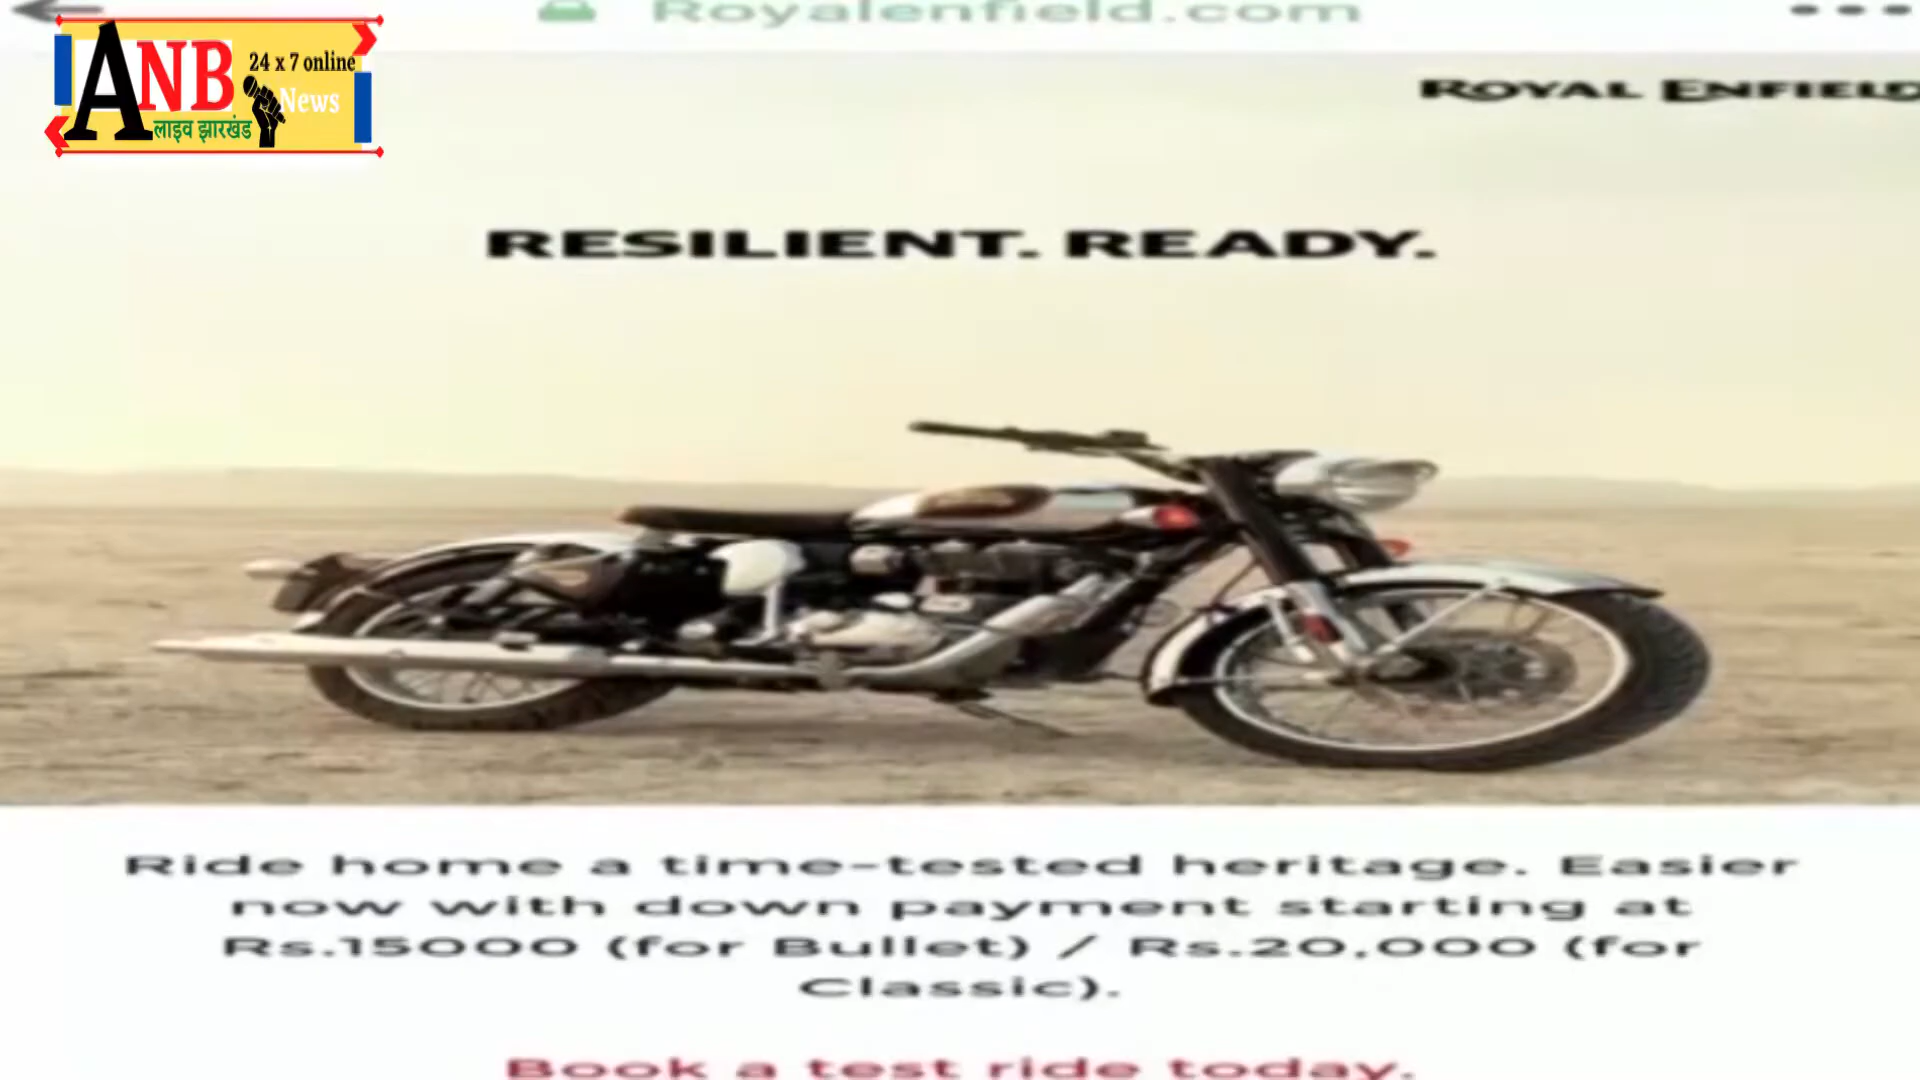 Royalenfield.com
ANB
24 x 7 online
News
लाइव झारखंड
ROYAL ENFIELD
RESILIENT. READY.
Ride home a time-tested heritage. Easier
now with down payment starting at
Rs.15000 (for Bullet) / Rs.20,000 (for
Classic).
Book a test ride today.